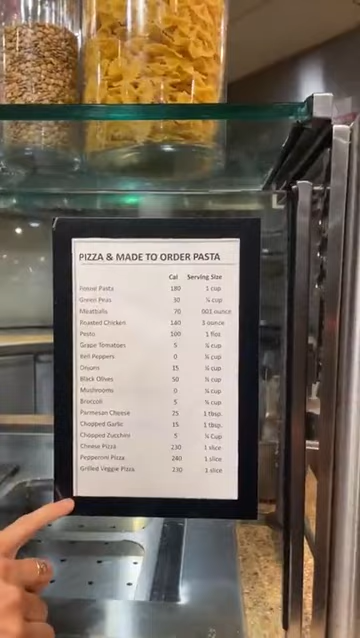 PIZZA & MADE TO ORDER PASTA
Cal Serving Size
Penne Pasta 180 1 cup
Green Peas 30 ¼ cup
Meatballs 70 001 ounce
Roasted Chicken 140 3 ounce
Pesto 100 1 floz
Grape Tomatoes 5 ¼ cup
Bell Peppers 0 ¼ cup
Onions 15 ¼ cup
Black Olives 50 ¼ cup
Mushrooms 0 ¼ cup
Broccoli 5 ¼ cup
Parmesan Cheese 25 1 tbsp.
Chopped Garlic 15 1 tbsp.
Chopped Zucchini 5 ¼ Cup
Cheese Pizza 230 1 slice
Pepperoni Pizza 240 1 slice
Grilled Veggie Pizza 230 1 slice